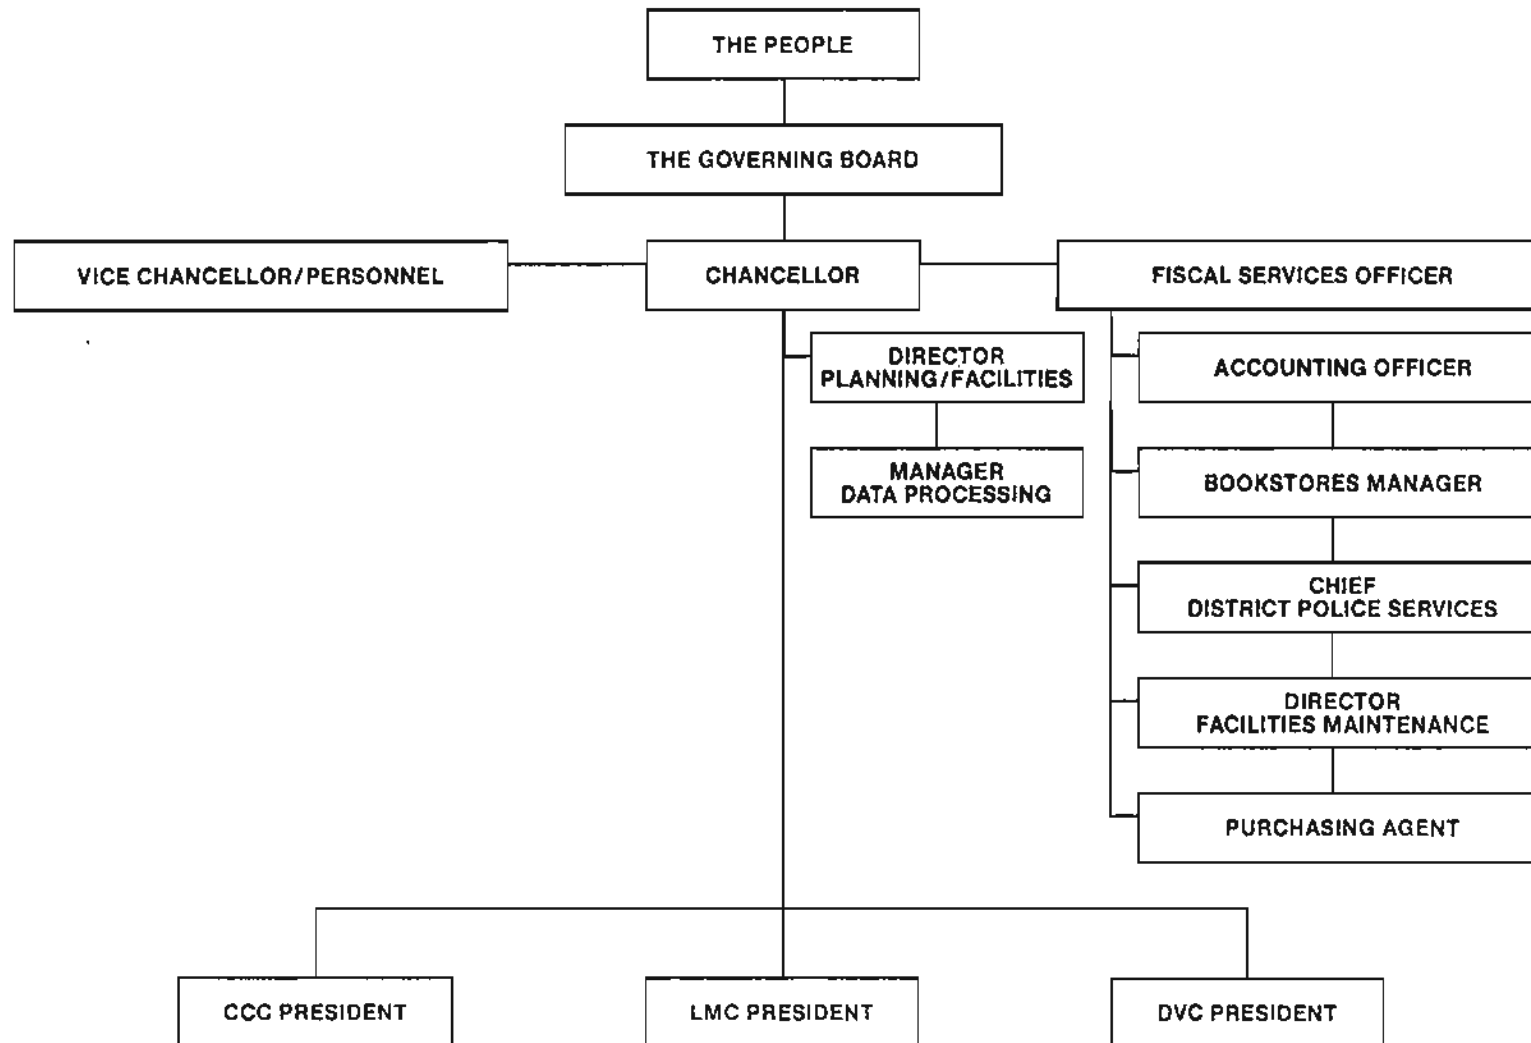 THE PEOPLE
THE GOVERNING BOARD
VICE CHANCELLOR/PERSONNEL
CHANCELLOR
FISCAL SERVICES OFFICER
DIRECTOR
PLANNING/FACILITIES
ACCOUNTING OFFICER
MANAGER
DATA PROCESSING
BOOKSTORES MANAGER
CHIEF
DISTRICT POLICE SERVICES
DIRECTOR
FACILITIES MAINTENANCE
PURCHASING AGENT
CCC PRESIDENT
LMC PRESIDENT
DVC PRESIDENT